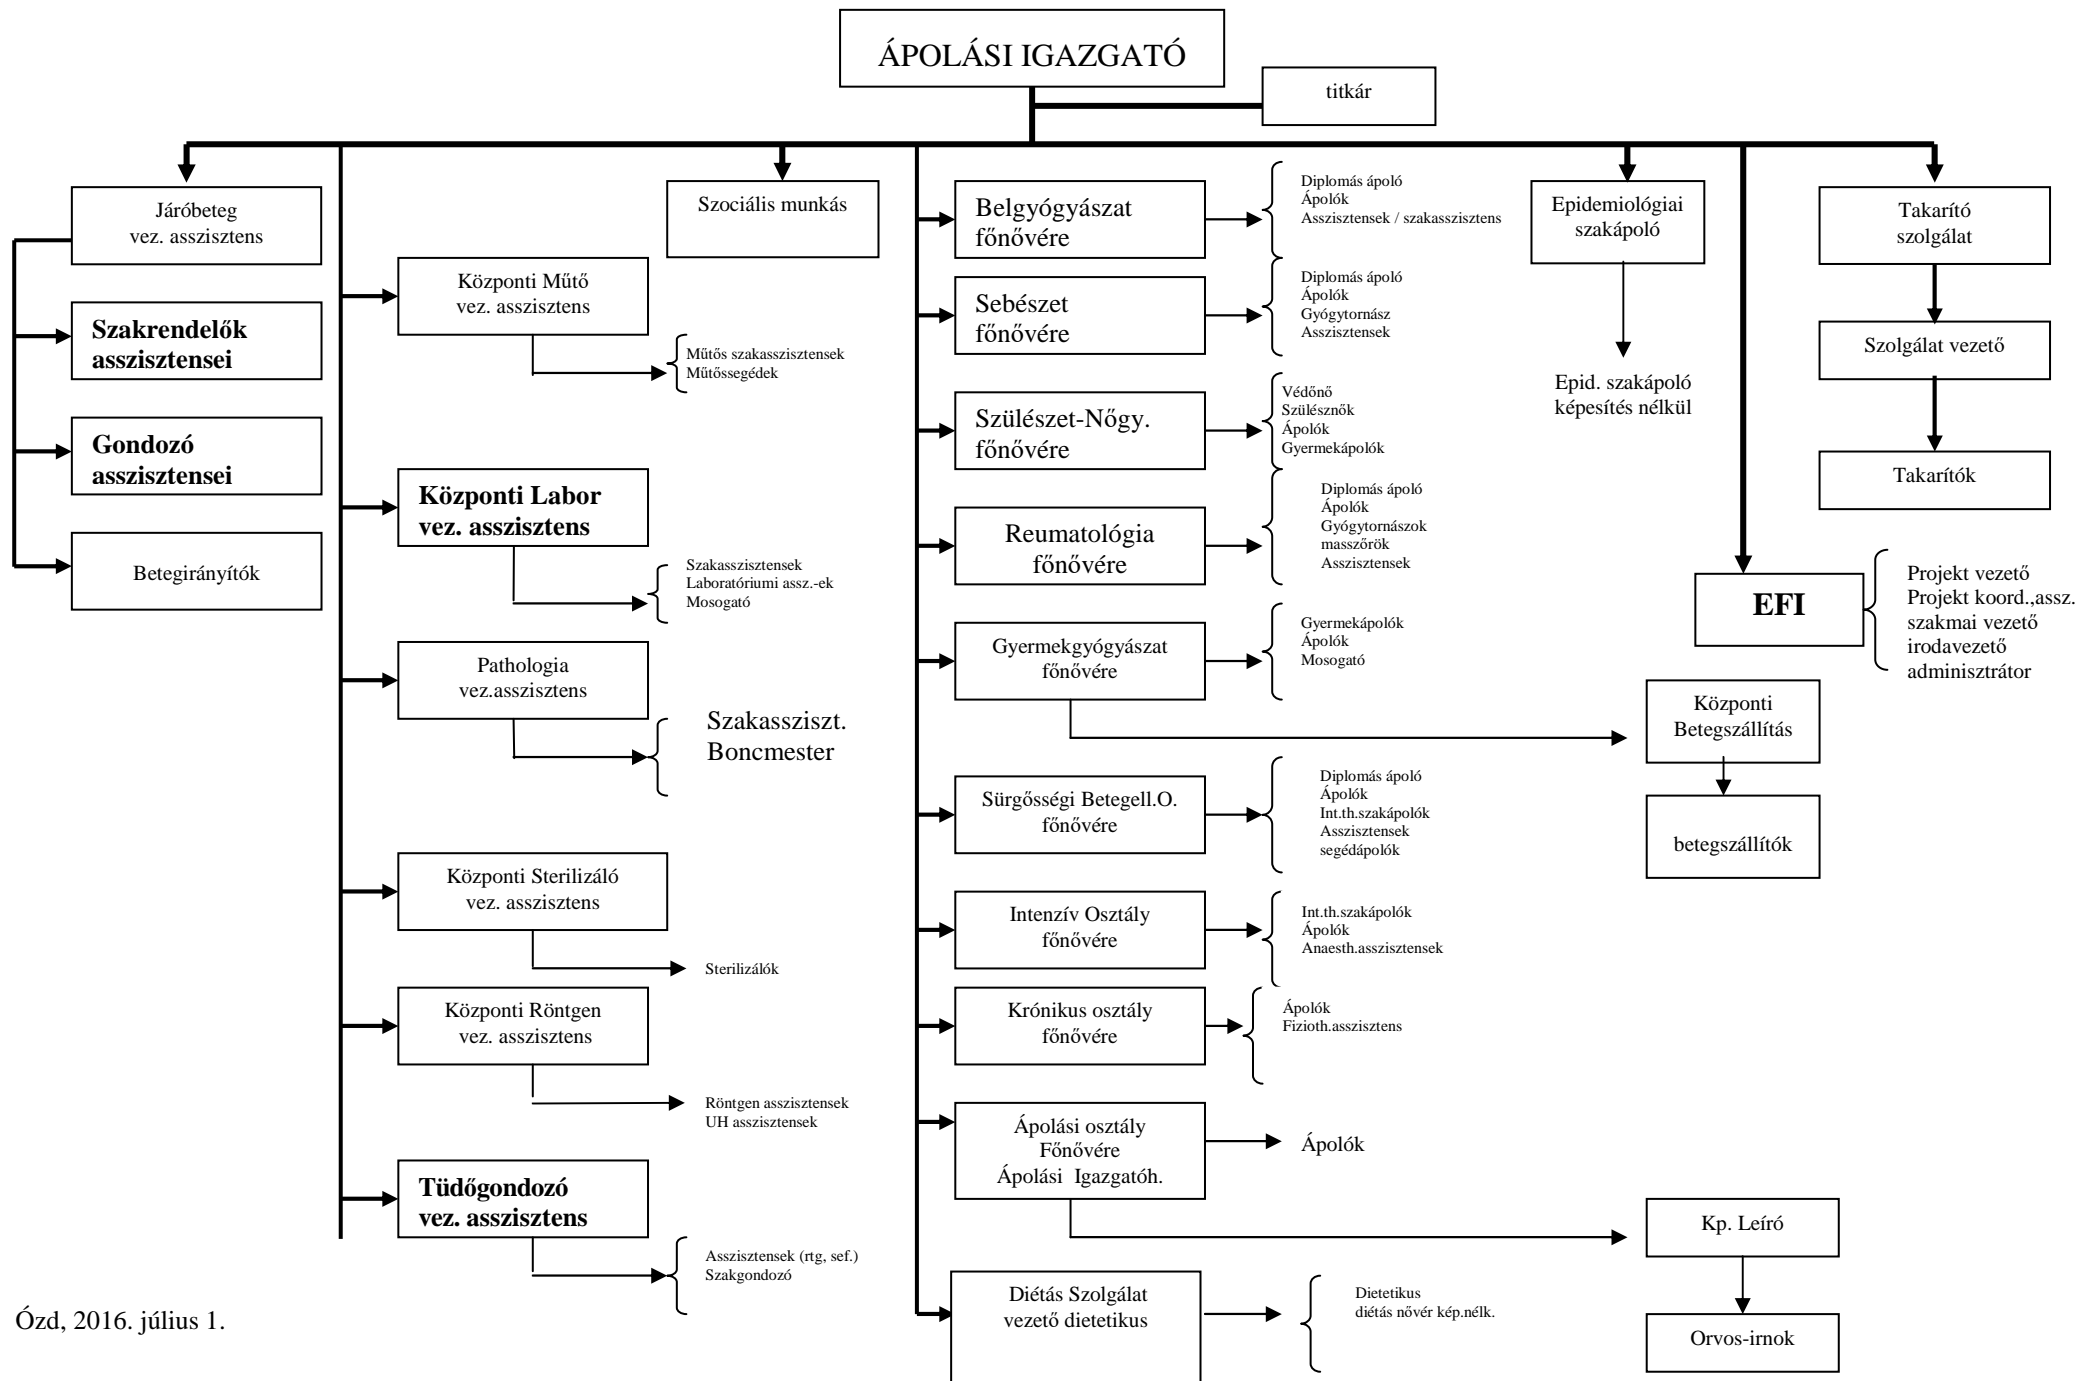 ÁPOLÁSI IGAZGATÓ
titkár
Járóbeteg
vez. asszisztens
Szakrendelők
asszisztensei
Gondozó
asszisztensei
Betegirányítók
Központi Műtő
vez. asszisztens
Műtős szakasszisztensek
Műtőssegédek
Központi Labor
vez. asszisztens
Szakasszisztensek
Laboratóriumi assz.-ek
Mosogató
Pathologia
vez.asszisztens
Szakassziszt.
Boncmester
Központi Sterilizáló
vez. asszisztens
Sterilizálók
Központi Röntgen
vez. asszisztens
Röntgen asszisztensek
UH asszisztensek
Tüdőgondozó
vez. asszisztens
Asszisztensek (rtg, sef.)
Szakgondozó
Szociális munkás
Belgyógyászat
főnővére
Diplomás ápoló
Ápolók
Asszisztensek / szakasszisztens
Sebészet
főnővére
Diplomás ápoló
Ápolók
Gyógytornász
Asszisztensek
Szülészet-Nőgy.
főnővére
Védőnő
Szülésznők
Ápolók
Gyermekápolók
Reumatológia
főnővére
Diplomás ápoló
Ápolók
Gyógytornászok
masszőrök
Asszisztensek
Gyermekgyógyászat
főnővére
Gyermekápolók
Ápolók
Mosogató
Központi
Betegszállítás
betegszállítók
Sürgősségi Betegell.O.
főnővére
Diplomás ápoló
Ápolók
Int.th.szakápolók
Asszisztensek
segédápolók
Intenzív Osztály
főnővére
Int.th.szakápolók
Ápolók
Anaesth.asszisztensek
Krónikus osztály
főnővére
Ápolók
Fizioth.asszisztens
Ápolási osztály
Főnővére
Ápolási  Igazgatóh.
Ápolók
Kp. Leíró
Orvos-irnok
Diétás Szolgálat
vezető dietetikus
Dietetikus
diétás nővér kép.nélk.
Epidemiológiai
szakápoló
Epid. szakápoló
képesítés nélkül
EFI
Projekt vezető
Projekt koord.,assz.
szakmai vezető
irodavezető
adminisztrátor
Takarító
szolgálat
Szolgálat vezető
Takarítók
Ózd, 2016. július 1.